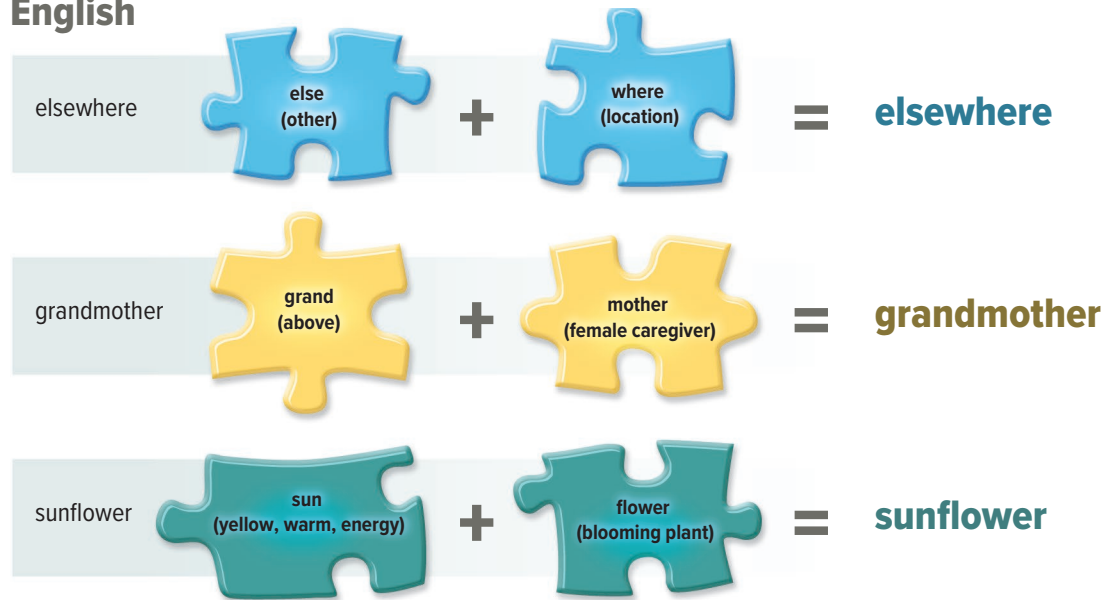 English
elsewhere
else
(other)
+
where
(location)
=
elsewhere
grandmother
grand
(above)
+
mother
(female caregiver)
=
grandmother
sunflower
sun
(yellow, warm, energy)
+
flower
(blooming plant)
=
sunflower